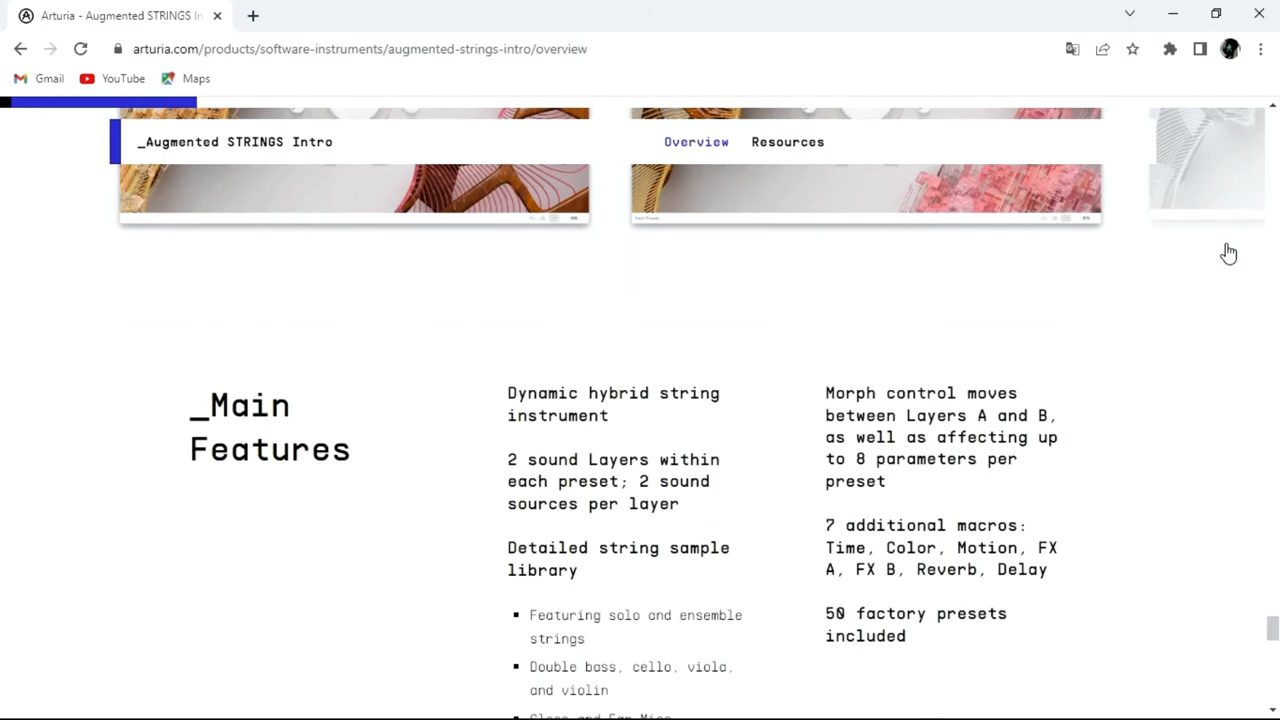 Arturia - Augmented STRINGS In
arturia.com/products/software-instruments/augmented-strings-intro/overview
Gmail
YouTube
Maps
_Augmented STRINGS Intro
Overview
Resources
_Main
Features
Dynamic hybrid string
instrument
2 sound Layers within
each preset; 2 sound
sources per layer
Detailed string sample
library
Featuring solo and ensemble
strings
Double bass, cello, viola,
and violin
Morph control moves
between Layers A and B,
as well as affecting up
to 8 parameters per
preset
7 additional macros:
Time, Color, Motion, FX
A, FX B, Reverb, Delay
50 factory presets
included